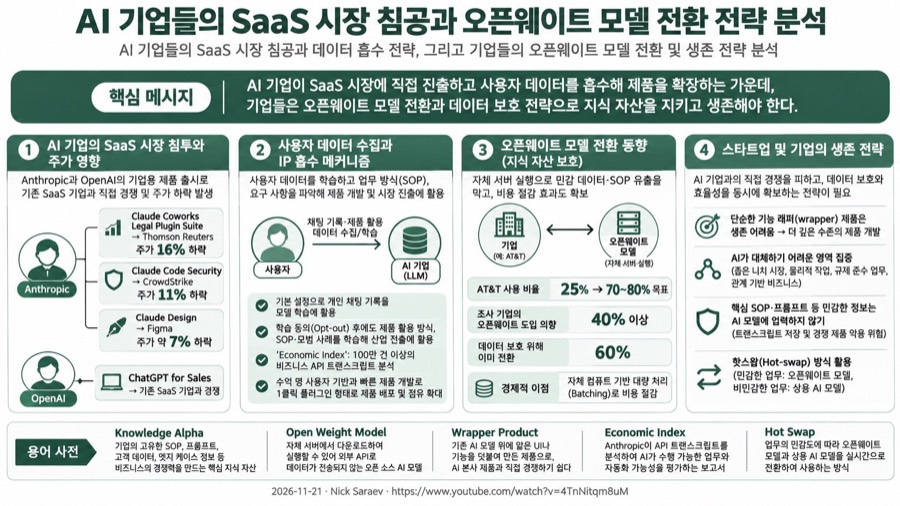 AI 기업들의 SaaS 시장 침공과 오픈웨이트 모델 전환 전략 분석
AI 기업들의 SaaS 시장 침공과 데이터 흡수 전략, 그리고 기업들의 오픈웨이트 모델 전환 및 생존 전략 분석
핵심 메시지
AI 기업이 SaaS 시장에 직접 진출하고 사용자 데이터를 흡수해 제품을 확장하는 가운데,
기업들은 오픈웨이트 모델 전환과 데이터 보호 전략으로 지식 자산을 지키고 생존해야 한다.
1 AI 기업의 SaaS 시장 침투와
주가 영향
Anthropic과 OpenAI의 기업용 제품 출시로
기존 SaaS 기업과 직접 경쟁 및 주가 하락 발생
Anthropic
Claude Coworks
Legal Plugin Suite
→ Thomson Reuters
주가 16% 하락
Claude Code Security
→ CrowdStrike
주가 11% 하락
Claude Design
→ Figma
주가 약 7% 하락
OpenAI
ChatGPT for Sales
→ 기존 SaaS 기업과 경쟁
2 사용자 데이터 수집과
IP 흡수 메커니즘
사용자 데이터를 학습하고 업무 방식(SOP),
요구 사항을 파악해 제품 개발 및 시장 진출에 활용
채팅 기록·제품 활용
데이터 수집/학습
사용자
AI 기업
(LLM)
기본 설정으로 개인 채팅 기록을
모델 학습에 활용
학습 동의(Opt-out) 후에도 제품 활용 방식,
SOP·모범 사례를 학습해 산업 전출에 활용
'Economic Index': 100만 건 이상의
비즈니스 API 트랜스크립트 분석
수억 명 사용자 기반과 빠른 제품 개발로
1클릭 플러그인 형태로 제품 배포 및 점유 확대
3 오픈웨이트 모델 전환 동향
(지식 자산 보호)
자체 서버 실행으로 민감 데이터·SOP 유출을
막고, 비용 절감 효과도 확보
기업
(예: AT&T)
오픈웨이트
모델
(자체 서버·실행)
AT&T 사용 비율
25% → 70~80% 목표
조사 기업의
오픈웨이트 도입 의향
40% 이상
데이터 보호 위해
이미 전환
60%
경제적 이점
자체 컴퓨트 기반 대량 처리
(Batching)로 비용 절감
4 스타트업 및 기업의 생존 전략
AI 기업과의 직접 경쟁을 피하고, 데이터 보호와
효율성을 동시에 확보하는 전략이 필요
단순한 기능 래퍼(wrapper) 제품은
생존 어려움 → 더 깊은 수준의 제품 개발
AI가 대체하기 어려운 영역 집중
(좁은 니치 시장, 물리적 작업, 규제 준수 업무,
관계 기반 비즈니스)
핵심 SOP·프롬프트 등 민감한 정보는
AI 모델에 입력하지 않기
(트랜스크립트 저장 및 경쟁 제품 악용 위험)
핫스왑(Hot-swap) 방식 활용
(민감한 업무: 오픈웨이트 모델,
비민감한 업무: 상용 AI 모델)
용어 사전
Knowledge Alpha
기업의 고유한 SOP, 프롬프트,
고객 데이터, 엣지 케이스 정보 등
비즈니스의 경쟁력을 만드는 핵심 지식 자산
Open Weight Model
자체 서버에서 다운로드하여
실행할 수 있어 외부 API로
데이터가 전송되지 않는 오픈 소스 AI 모델
Wrapper Product
기존 AI 모델 위에 얇은 UI나
기능을 덧붙여 만든 제품으로,
AI 본사 제품과 직접 경쟁하기 쉽다
Economic Index
Anthropic이 API 트랜스크립트를
분석하여 AI가 수행 가능한 업무와
자동화 가능성을 평가하는 보고서
Hot Swap
업무의 민감도에 따라 오픈웨이트
모델과 상용 AI 모델을 실시간으로
전환하여 사용하는 방식
2026-11-21 · Nick Saraev · https://www.youtube.com/watch?v=4TnNitqm8uM